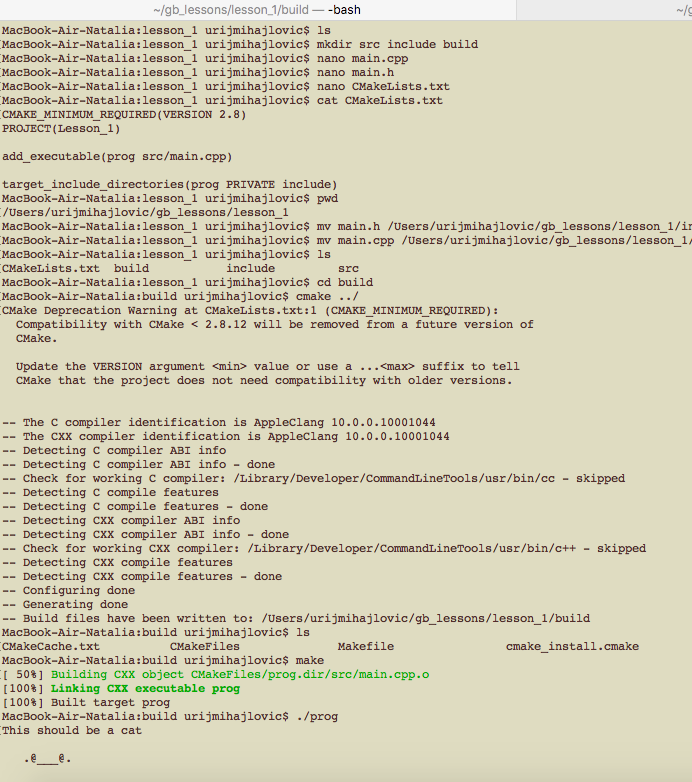 ~/gb_lessons/lesson_1/build — -bash
MacBook-Air-Natalia:lesson_1 urijmihajlovic$ ls
MacBook-Air-Natalia:lesson_1 urijmihajlovic$ mkdir src include build
MacBook-Air-Natalia:lesson_1 urijmihajlovic$ nano main.cpp
MacBook-Air-Natalia:lesson_1 urijmihajlovic$ nano main.h
MacBook-Air-Natalia:lesson_1 urijmihajlovic$ nano CMakeLists.txt
MacBook-Air-Natalia:lesson_1 urijmihajlovic$ cat CMakeLists.txt
CMAKE_MINIMUM_REQUIRED(VERSION 2.8)
PROJECT(Lesson_1)
add_executable(prog src/main.cpp)
target_include_directories(prog PRIVATE include)
MacBook-Air-Natalia:lesson_1 urijmihajlovic$ pwd
/Users/urijmihajlovic/gb_lessons/lesson_1
MacBook-Air-Natalia:lesson_1 urijmihajlovic$ mv main.h /Users/urijmihajlovic/gb_lessons/lesson_1/in
MacBook-Air-Natalia:lesson_1 urijmihajlovic$ mv main.cpp /Users/urijmihajlovic/gb_lessons/lesson_1/
MacBook-Air-Natalia:lesson_1 urijmihajlovic$ ls
CMakeLists.txt build include src
MacBook-Air-Natalia:lesson_1 urijmihajlovic$ cd build
MacBook-Air-Natalia:build urijmihajlovic$ cmake ../
CMake Deprecation Warning at CMakeLists.txt:1 (CMAKE_MINIMUM_REQUIRED):
Compatibility with CMake < 2.8.12 will be removed from a future version of
CMake.
Update the VERSION argument <min> value or use a ...<max> suffix to tell
CMake that the project does not need compatibility with older versions.
-- The C compiler identification is AppleClang 10.0.0.10001044
-- The CXX compiler identification is AppleClang 10.0.0.10001044
-- Detecting C compiler ABI info
-- Detecting C compiler ABI info - done
-- Check for working C compiler: /Library/Developer/CommandLineTools/usr/bin/cc - skipped
-- Detecting C compile features
-- Detecting C compile features - done
-- Detecting CXX compiler ABI info
-- Detecting CXX compiler ABI info - done
-- Check for working CXX compiler: /Library/Developer/CommandLineTools/usr/bin/c++ - skipped
-- Detecting CXX compile features
-- Detecting CXX compile features - done
-- Configuring done
-- Generating done
-- Build files have been written to: /Users/urijmihajlovic/gb_lessons/lesson_1/build
MacBook-Air-Natalia:build urijmihajlovic$ ls
CMakeCache.txt CMakeFiles Makefile cmake_install.cmake
MacBook-Air-Natalia:build urijmihajlovic$ make
[ 50%] Building CXX object CMakeFiles/prog.dir/src/main.cpp.o
[100%] Linking CXX executable prog
[100%] Built target prog
MacBook-Air-Natalia:build urijmihajlovic$ ./prog
This should be a cat
.@___@.